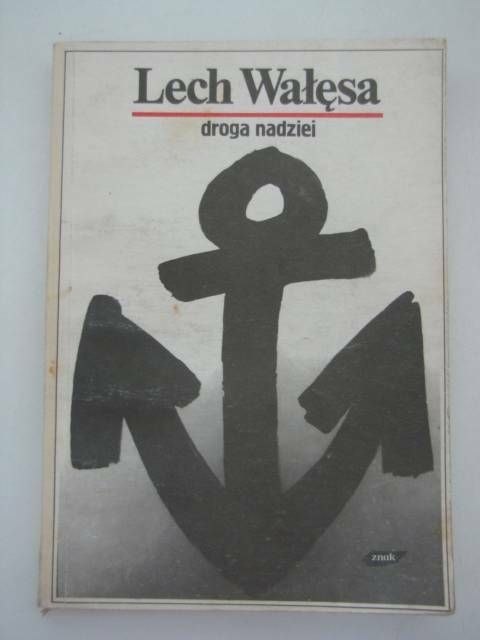 Lech Wałęsa
droga nadziei
znak